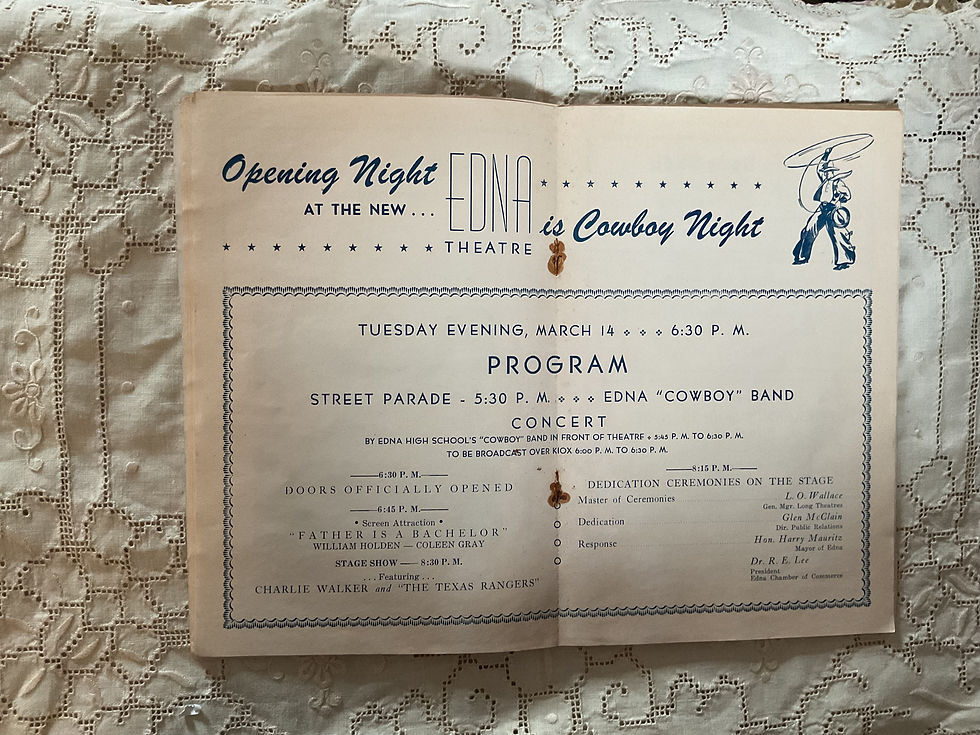 Opening Night EDNA
AT THE NEW... is Cowboy Night
THEATRE
TUESDAY EVENING, MARCH 14 6:30 P. M.
PROGRAM
STREET PARADE - 5:30 P. M. EDNA "COWBOY" BAND
CONCERT
BY EDNA HIGH SCHOOL'S "COWBOY" BAND IN FRONT OF THEATRE 5:45 P. M. TO 6:30 P. M.
TO BE BROADCAST OVER KIOX 6:00 P. M. TO 6:30 P. M.
6:30 P. M.
DOORS OFFICIALLY OPENED
6:45 P. M.
• Screen Attraction •
"FATHER IS A BACHELOR"
WILLIAM HOLDEN — COLEEN GRAY
STAGE SHOW — 8:30 P. M.
...Featuring...
CHARLIE WALKER and "THE TEXAS RANGERS"
8:15 P. M.
DEDICATION CEREMONIES ON THE STAGE
Master of Ceremonies L. O. Wallace
Gen. Mgr. Long Theatres
Dedication Glen McClain
Dir. Public Relations
Response Hon. Harry Mauritz
Mayor of Edna
Dr. R. E. Lee
President
Edna Chamber of Commerce